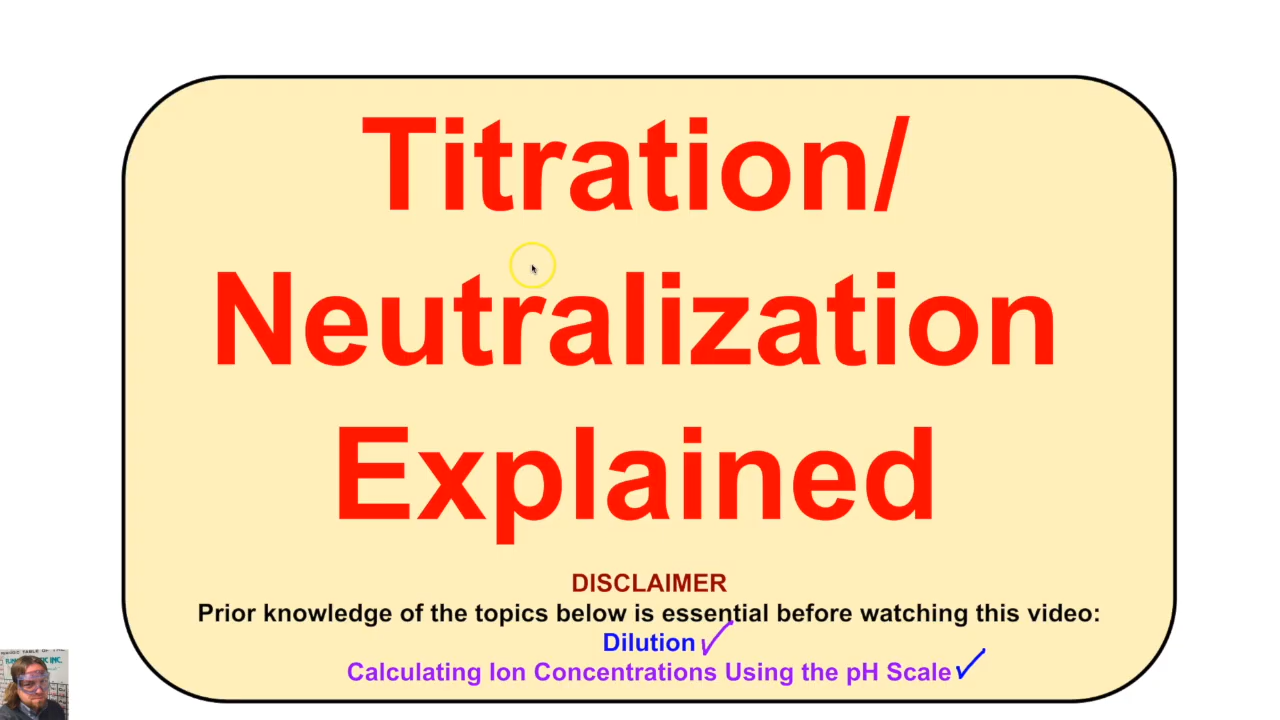 Titration/
Neutralization
Explained
DISCLAIMER
Prior knowledge of the topics below is essential before watching this video:
Dilution
Calculating Ion Concentrations Using the pH Scale